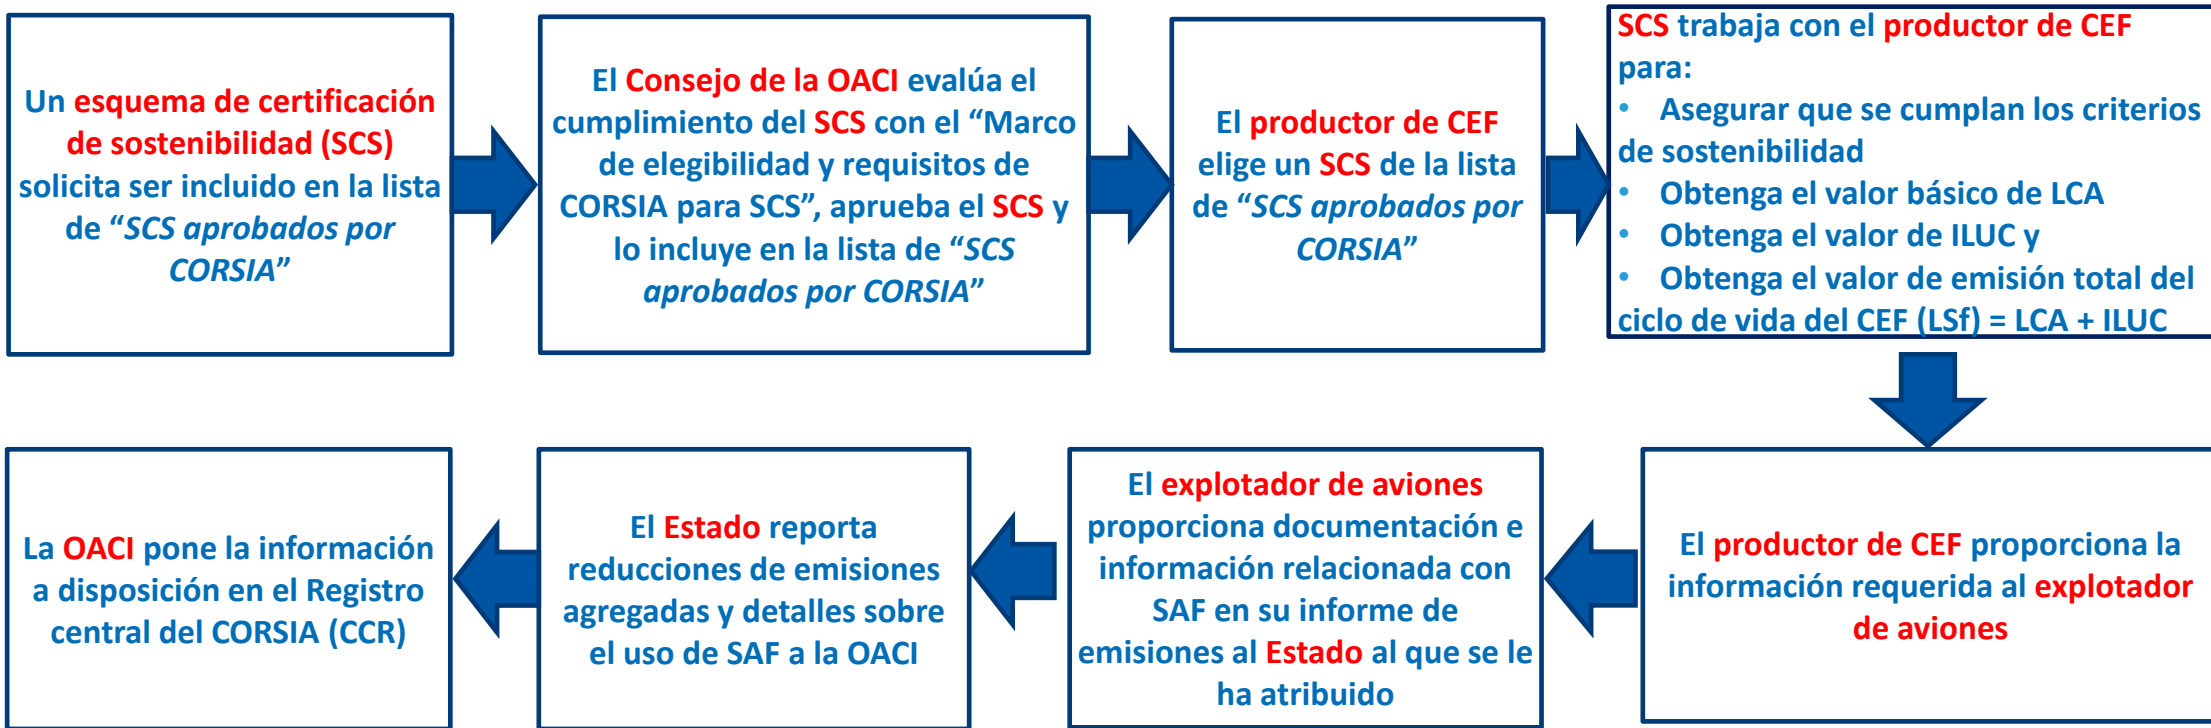 Un esquema de certificación
de sostenibilidad (SCS)
solicita ser incluido en la lista
de “SCS aprobados por
CORSIA”
El Consejo de la OACI evalúa el
cumplimiento del SCS con el “Marco
de elegibilidad y requisitos de
CORSIA para SCS”, aprueba el SCS y
lo incluye en la lista de “SCS
aprobados por CORSIA”
El productor de CEF
elige un SCS de la lista
de “SCS aprobados por
CORSIA”
SCS trabaja con el productor de CEF
para:
• Asegurar que se cumplan los criterios
de sostenibilidad
• Obtenga el valor básico de LCA
• Obtenga el valor de ILUC y
• Obtenga el valor de emisión total del
ciclo de vida del CEF (LSf) = LCA + ILUC
El productor de CEF proporciona la
información requerida al explotador
de aviones
El explotador de aviones
proporciona documentación e
información relacionada con
SAF en su informe de
emisiones al Estado al que se le
ha atribuido
El Estado reporta
reducciones de emisiones
agregadas y detalles sobre
el uso de SAF a la OACI
La OACI pone la información
a disposición en el Registro
central del CORSIA (CCR)